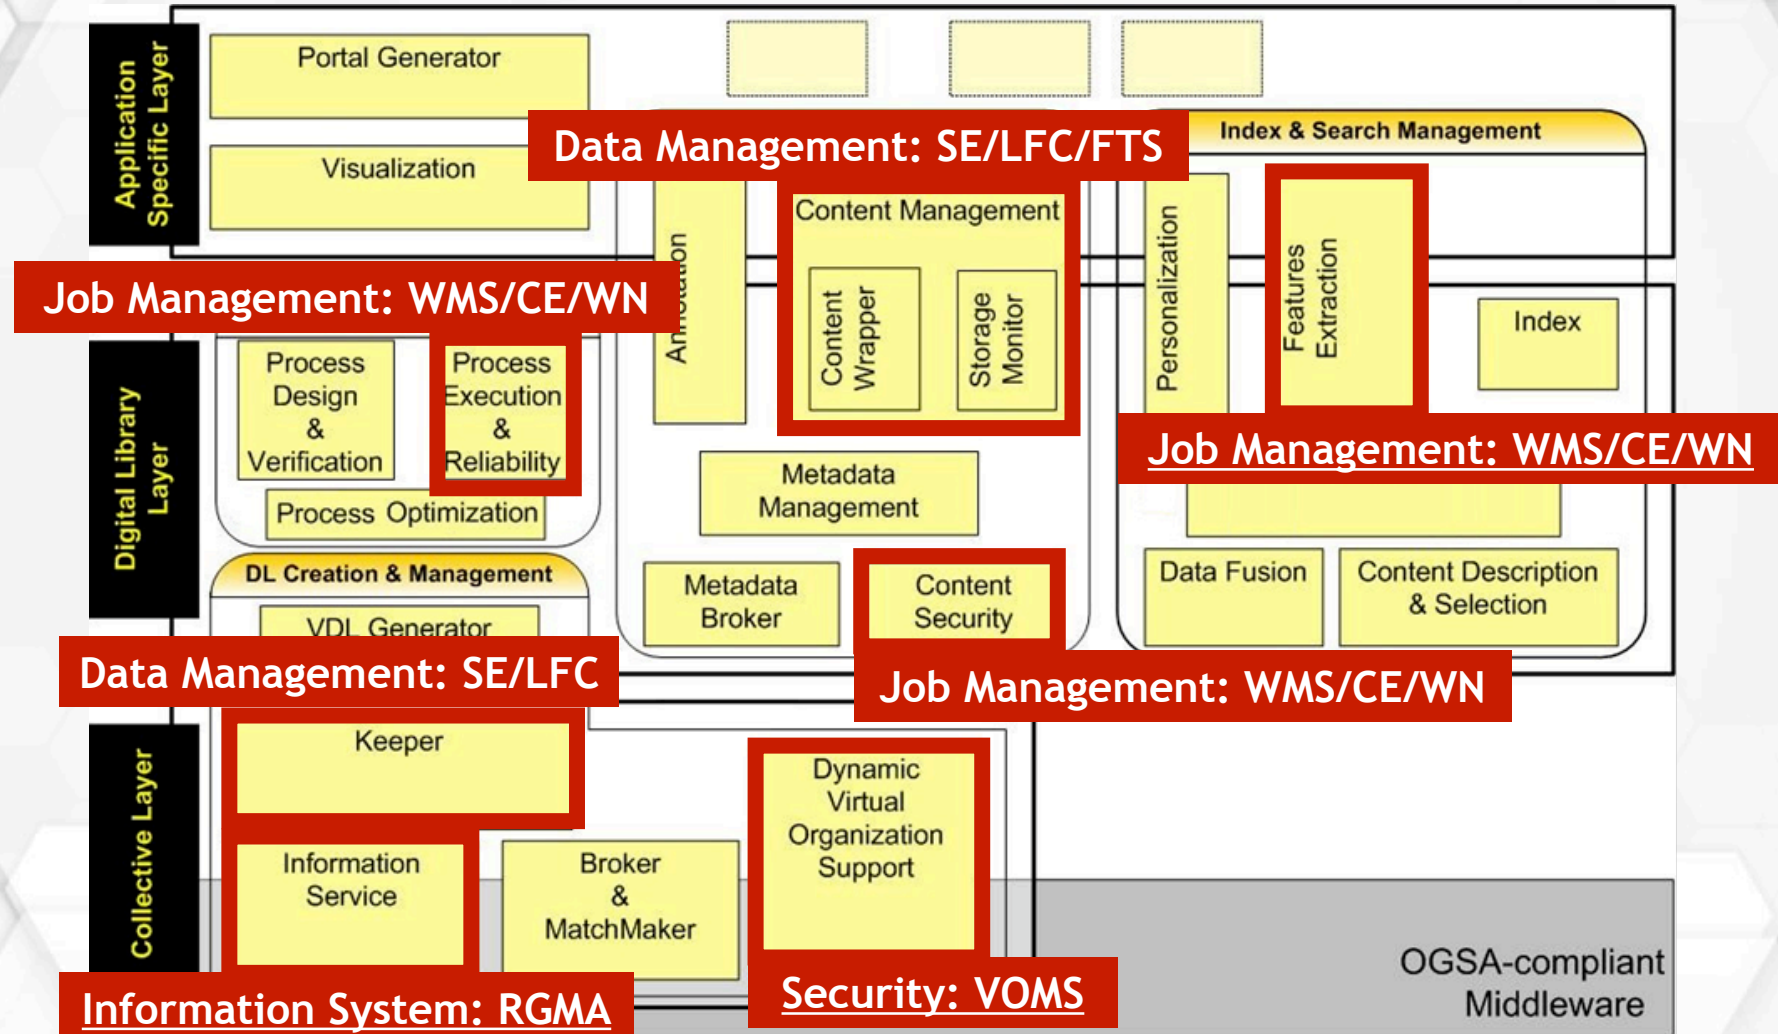 Application
Specific Layer
Portal Generator
Visualization
Data Management: SE/LFC/FTS
Index & Search Management
Content Management
Content
Wrapper
Storage
Monitor
Annotation
Personalization
Features
Extraction
Index
Job Management: WMS/CE/WN
Digital Library
Layer
Process
Design
&
Verification
Process
Execution
&
Reliability
Process Optimization
Metadata
Management
Job Management: WMS/CE/WN
DL Creation & Management
VDL Generator
Metadata
Broker
Content
Security
Data Fusion
Content Description
& Selection
Data Management: SE/LFC
Job Management: WMS/CE/WN
Collective Layer
Keeper
Information
Service
Broker
&
MatchMaker
Dynamic
Virtual
Organization
Support
OGSA-compliant
Middleware
Information System: RGMA
Security: VOMS